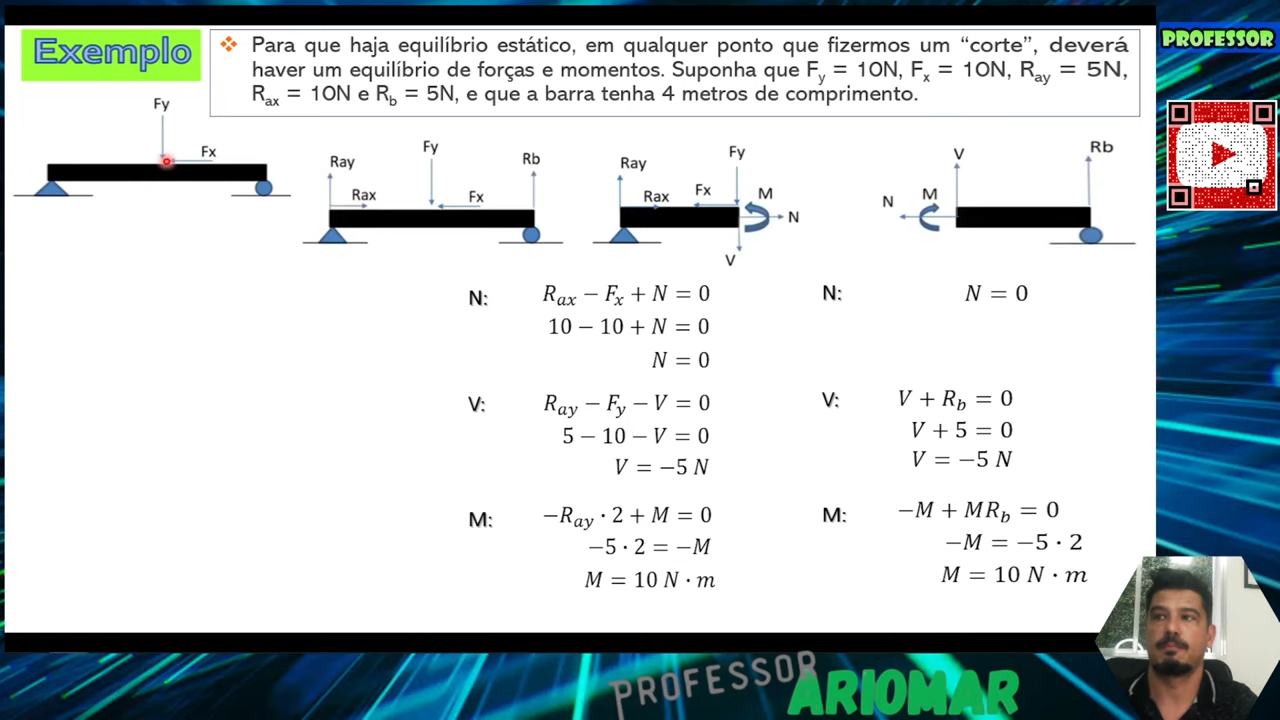 Exemplo
❖ Para que haja equilíbrio estático, em qualquer ponto que fizermos um “corte”, deverá
haver um equilíbrio de forças e momentos. Suponha que Fy = 10N, Fx = 10N, Ray = 5N,
Rax = 10N e Rb = 5N, e que a barra tenha 4 metros de comprimento.
PROFESSOR
Fy
Fx
Ray
Fy
Rb
Rax
Fx
Ray
Fy
Rax
Fx
M
N
V
V
Rb
N
M
N:
Rax − Fx + N = 0
10 − 10 + N = 0
N = 0
V:
Ray − Fy − V = 0
5 − 10 − V = 0
V = −5 N
M:
−Ray · 2 + M = 0
−5 · 2 = −M
M = 10 N · m
N:
N = 0
V:
V + Rb = 0
V + 5 = 0
V = −5 N
M:
−M + MRb = 0
−M = −5 · 2
M = 10 N · m
PROFESSOR
ARIOMAR